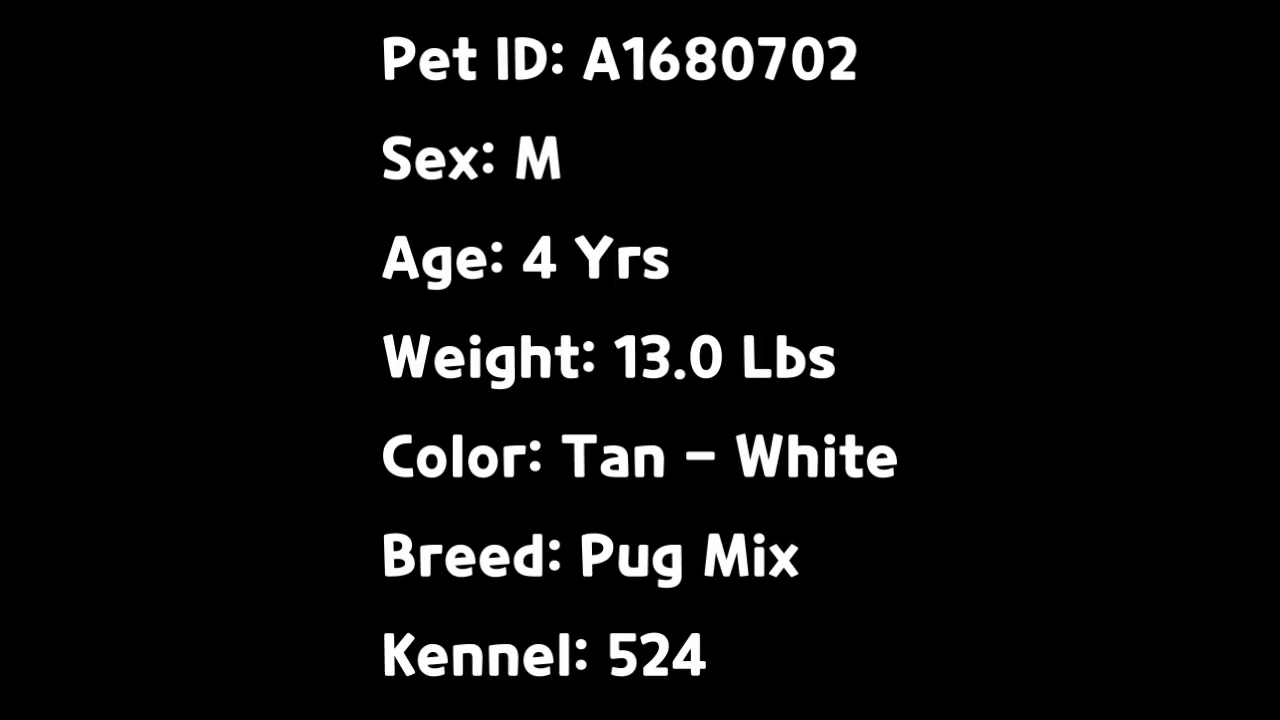 Pet ID: A1680702
Sex: M
Age: 4 Yrs
Weight: 13.0 Lbs
Color: Tan - White
Breed: Pug Mix
Kennel: 524